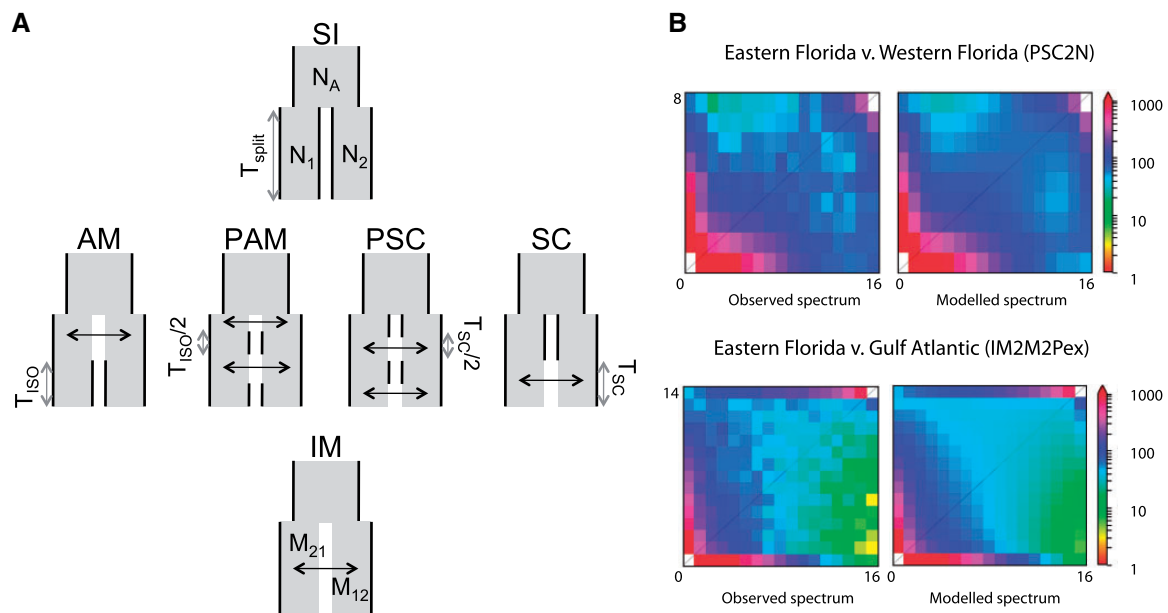 A
SI
N_A
T_split
N_1 N_2
AM PAM PSC SC
T_ISO
T_ISO/2
T_SC/2
T_SC
IM
M_21
M_12
B
Eastern Florida v. Western Florida (PSC2N)
8
0 16
Observed spectrum
0 16
Modelled spectrum
1000
100
10
1
Eastern Florida v. Gulf Atlantic (IM2M2Pex)
14
0 16
Observed spectrum
0 16
Modelled spectrum
1000
100
10
1